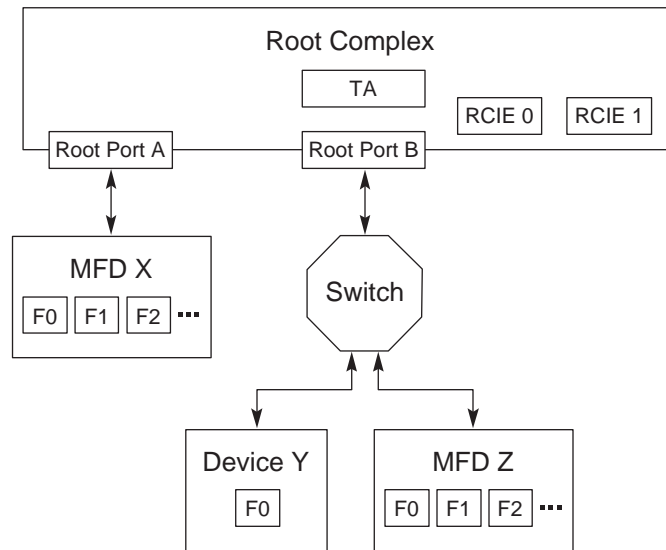 Root Complex
TA
RCIE 0
RCIE 1
Root Port A
Root Port B
MFD X
F0
F1
F2
Switch
Device Y
F0
MFD Z
F0
F1
F2